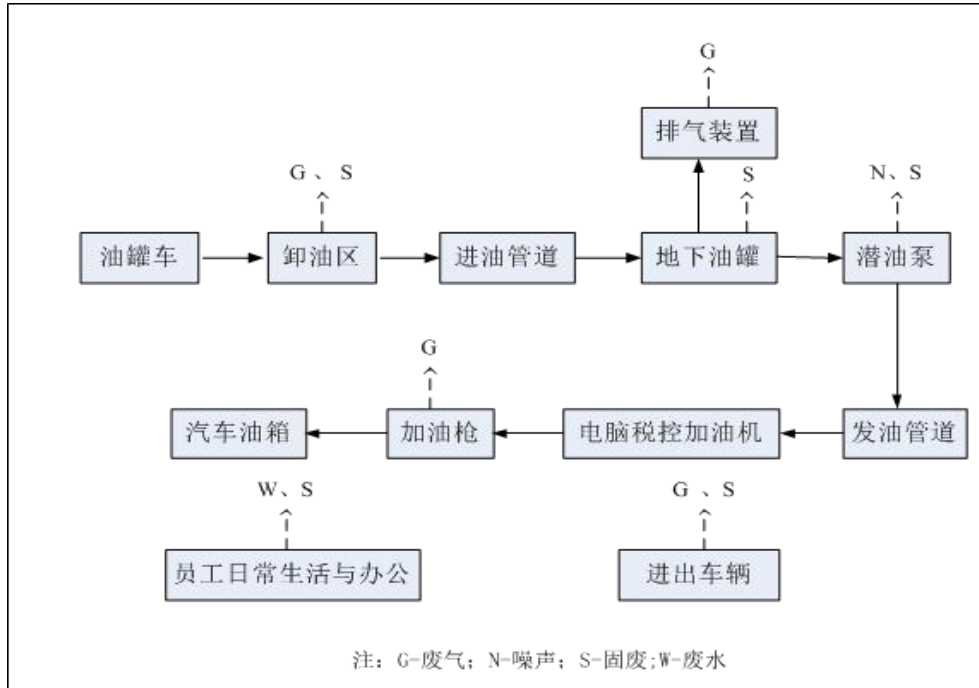 G
排气装置
G 、 S
S
N、S
油罐车
卸油区
进油管道
地下油罐
潜油泵
G
汽车油箱
加油枪
电脑税控加油机
发油管道
W、S
G 、S
员工日常生活与办公
进出车辆
注：G-废气；N-噪声；S-固废;W-废水